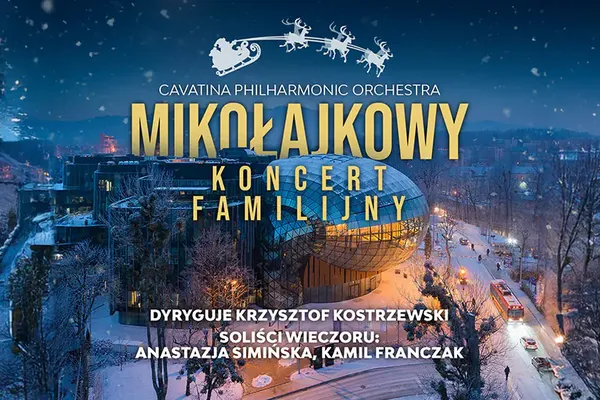 CAVATINA PHILHARMONIC ORCHESTRA
MIKOŁAJKOWY
KONCERT
FAMILIJNY
DYRYGUJE KRZYSZTOF KOSTRZEWSKI
SOLIŚCI WIECZORU:
ANASTAZJA SIMIŃSKA, KAMIL FRANCZAK